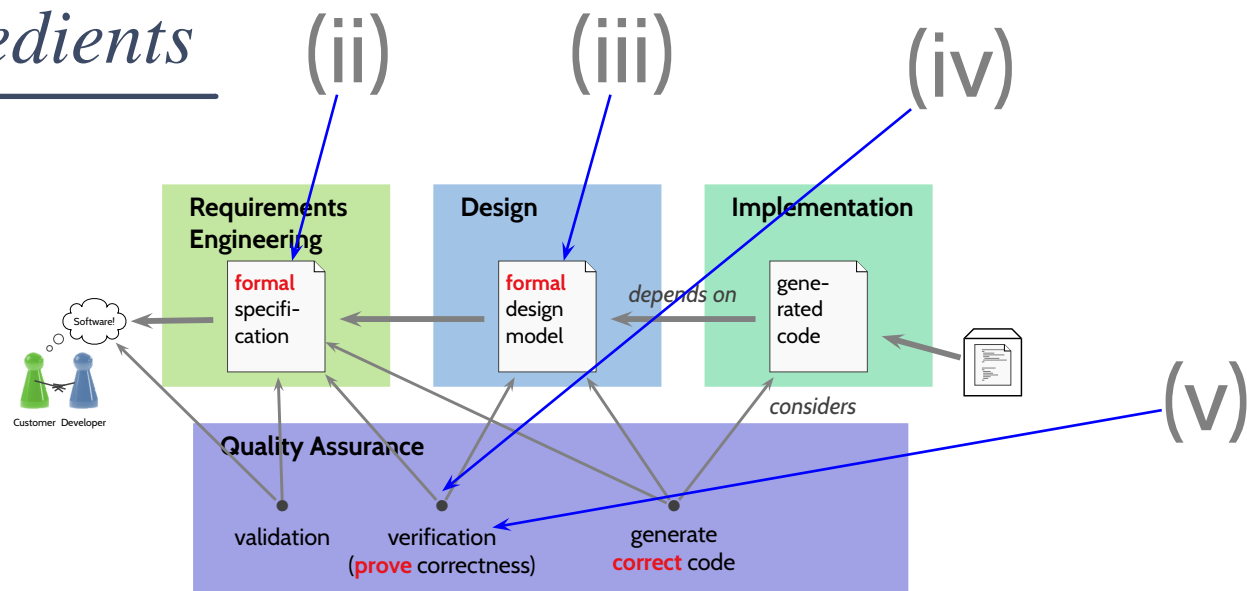 edients
(ii)
(iii)
(iv)
Requirements
Engineering
Design
Implementation
formal
specifi-
cation
formal
design
model
depends on
gene-
rated
code
Software!
Customer Developer
considers
(v)
Quality Assurance
validation
verification
(prove correctness)
generate
correct code